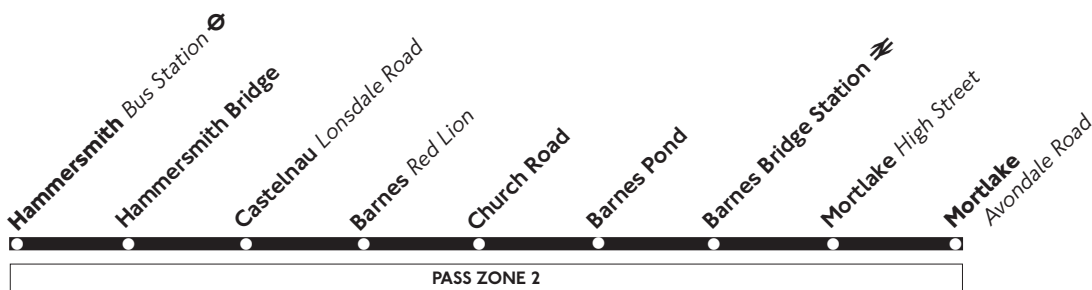 Hammersmith Bus Station
Hammersmith Bridge
Castelnau Lonsdale Road
Barnes Red Lion
Church Road
Barnes Pond
Barnes Bridge Station
Mortlake High Street
Mortlake
Avondale Road
PASS ZONE 2